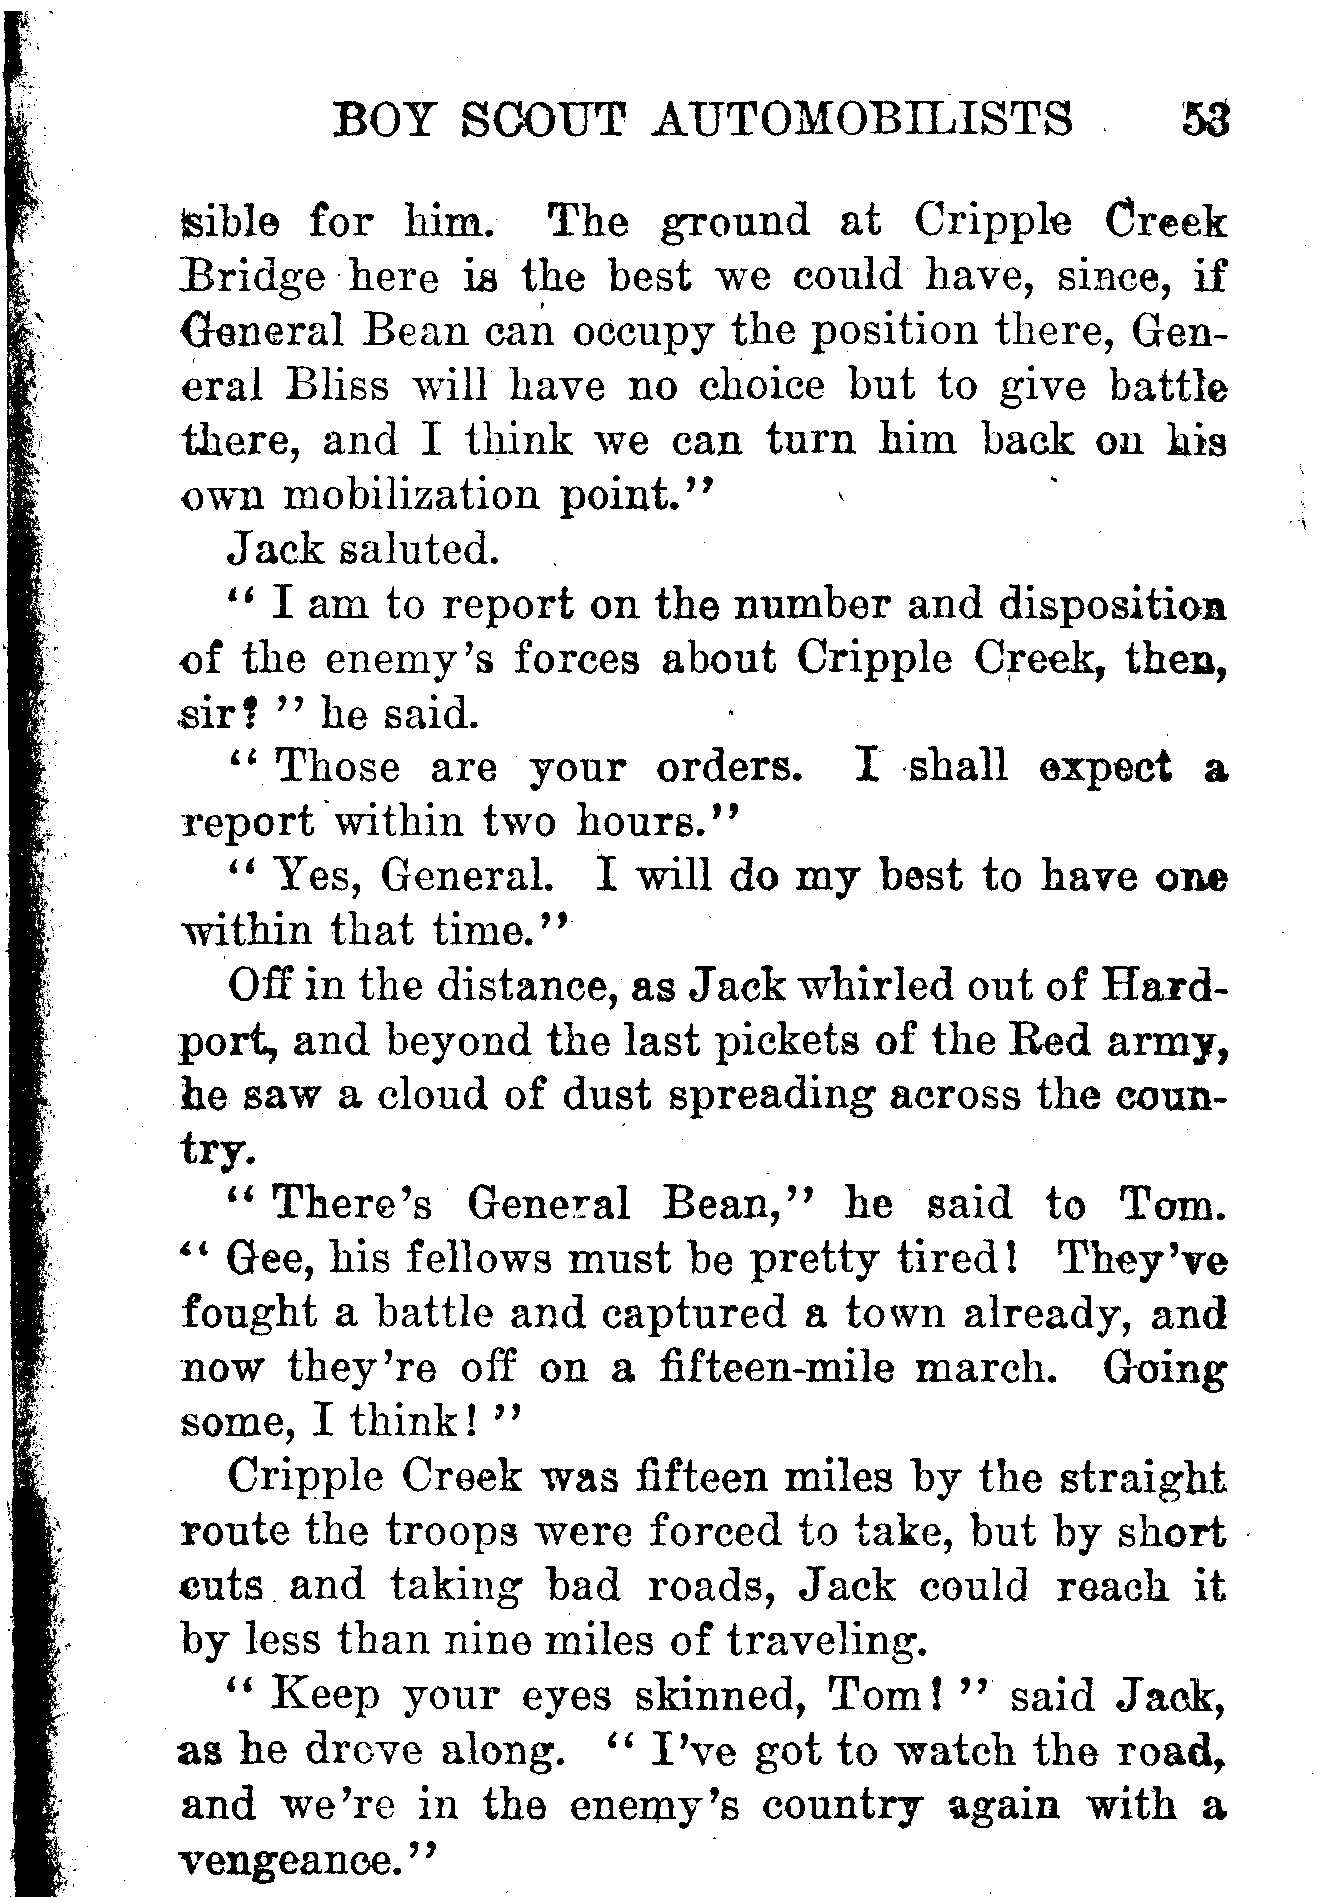 BOY SCOUT AUTOMOBILISTS 53
sible for him. The ground at Cripple Creek
Bridge here is the best we could have, since, if
General Bean can occupy the position there, Gen-
eral Bliss will have no choice but to give battle
there, and I think we can turn him back on his
own mobilization point."
Jack saluted.
" I am to report on the number and disposition
of the enemy's forces about Cripple Creek, then,
sir? " he said.
" Those are your orders. I shall expect a
report within two hours."
" Yes, General. I will do my best to have one
within that time."
Off in the distance, as Jack whirled out of Hard-
port, and beyond the last pickets of the Red army,
he saw a cloud of dust spreading across the coun-
try.
" There's General Bean," he said to Tom.
" Gee, his fellows must be pretty tired! They've
fought a battle and captured a town already, and
now they're off on a fifteen-mile march. Going
some, I think! "
Cripple Creek was fifteen miles by the straight
route the troops were forced to take, but by short
cuts and taking bad roads, Jack could reach it
by less than nine miles of traveling.
" Keep your eyes skinned, Tom! " said Jack,
as he drove along. " I've got to watch the road,
and we're in the enemy's country again with a
vengeance."